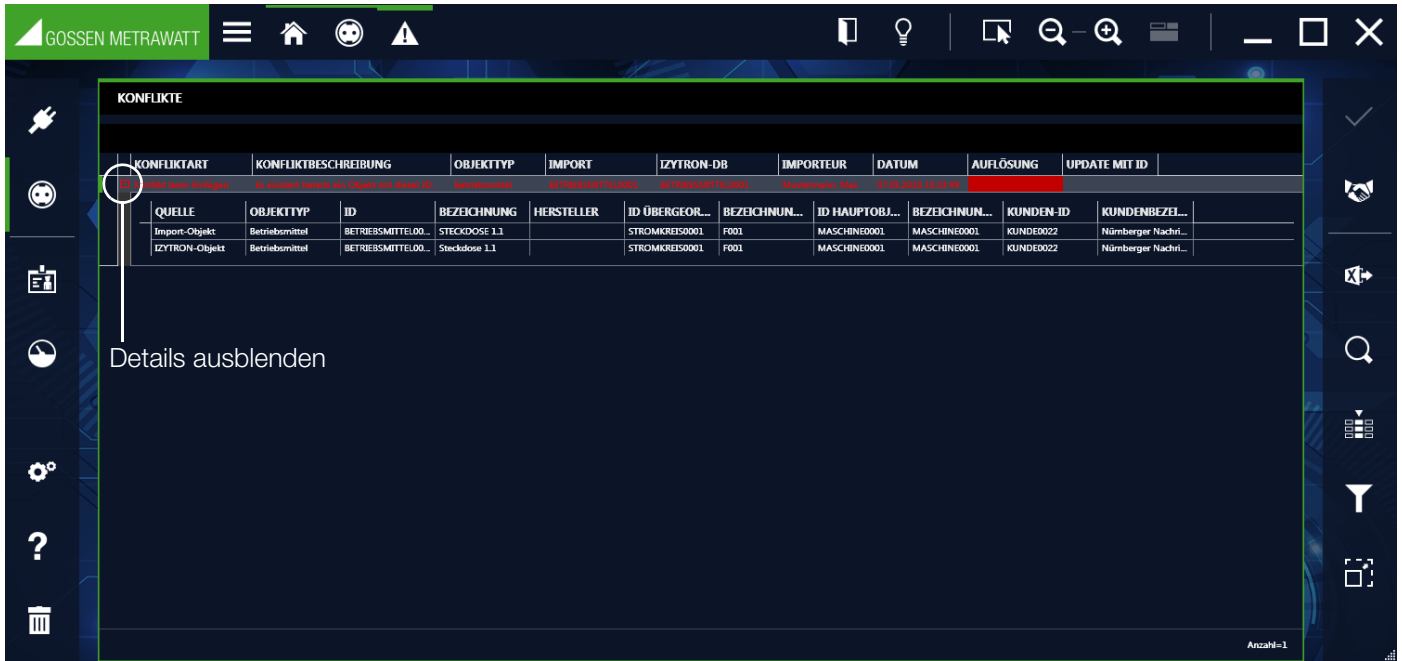 GOSSEN METRAWATT
KONFLIKTE
KONFLIKTART KONFLIKTBESCHREIBUNG OBJEKTTYP IMPORT IZYTRON-DB IMPORTEUR DATUM AUFLÖSUNG UPDATE MIT ID
QUELLE OBJEKTTYP ID BEZEICHNUNG HERSTELLER ID ÜBERGEOR... BEZEICHNUN... ID HAUPTOBJ... BEZEICHNUN... KUNDEN-ID KUNDENBEZEI...
Import-Objekt Betriebsmittel BETRIEBSMITTEL00... STECKDOSE 1.1 STROMKREIS0001 F001 MASCHINE0001 MASCHINE0001 KUNDE0022 Nürnberger Nachri...
IZYTRON-Objekt Betriebsmittel BETRIEBSMITTEL00... Steckdose 1.1 STROMKREIS0001 F001 MASCHINE0001 MASCHINE0001 KUNDE0022 Nürnberger Nachri...
Details ausblenden
?
Anzahl=1